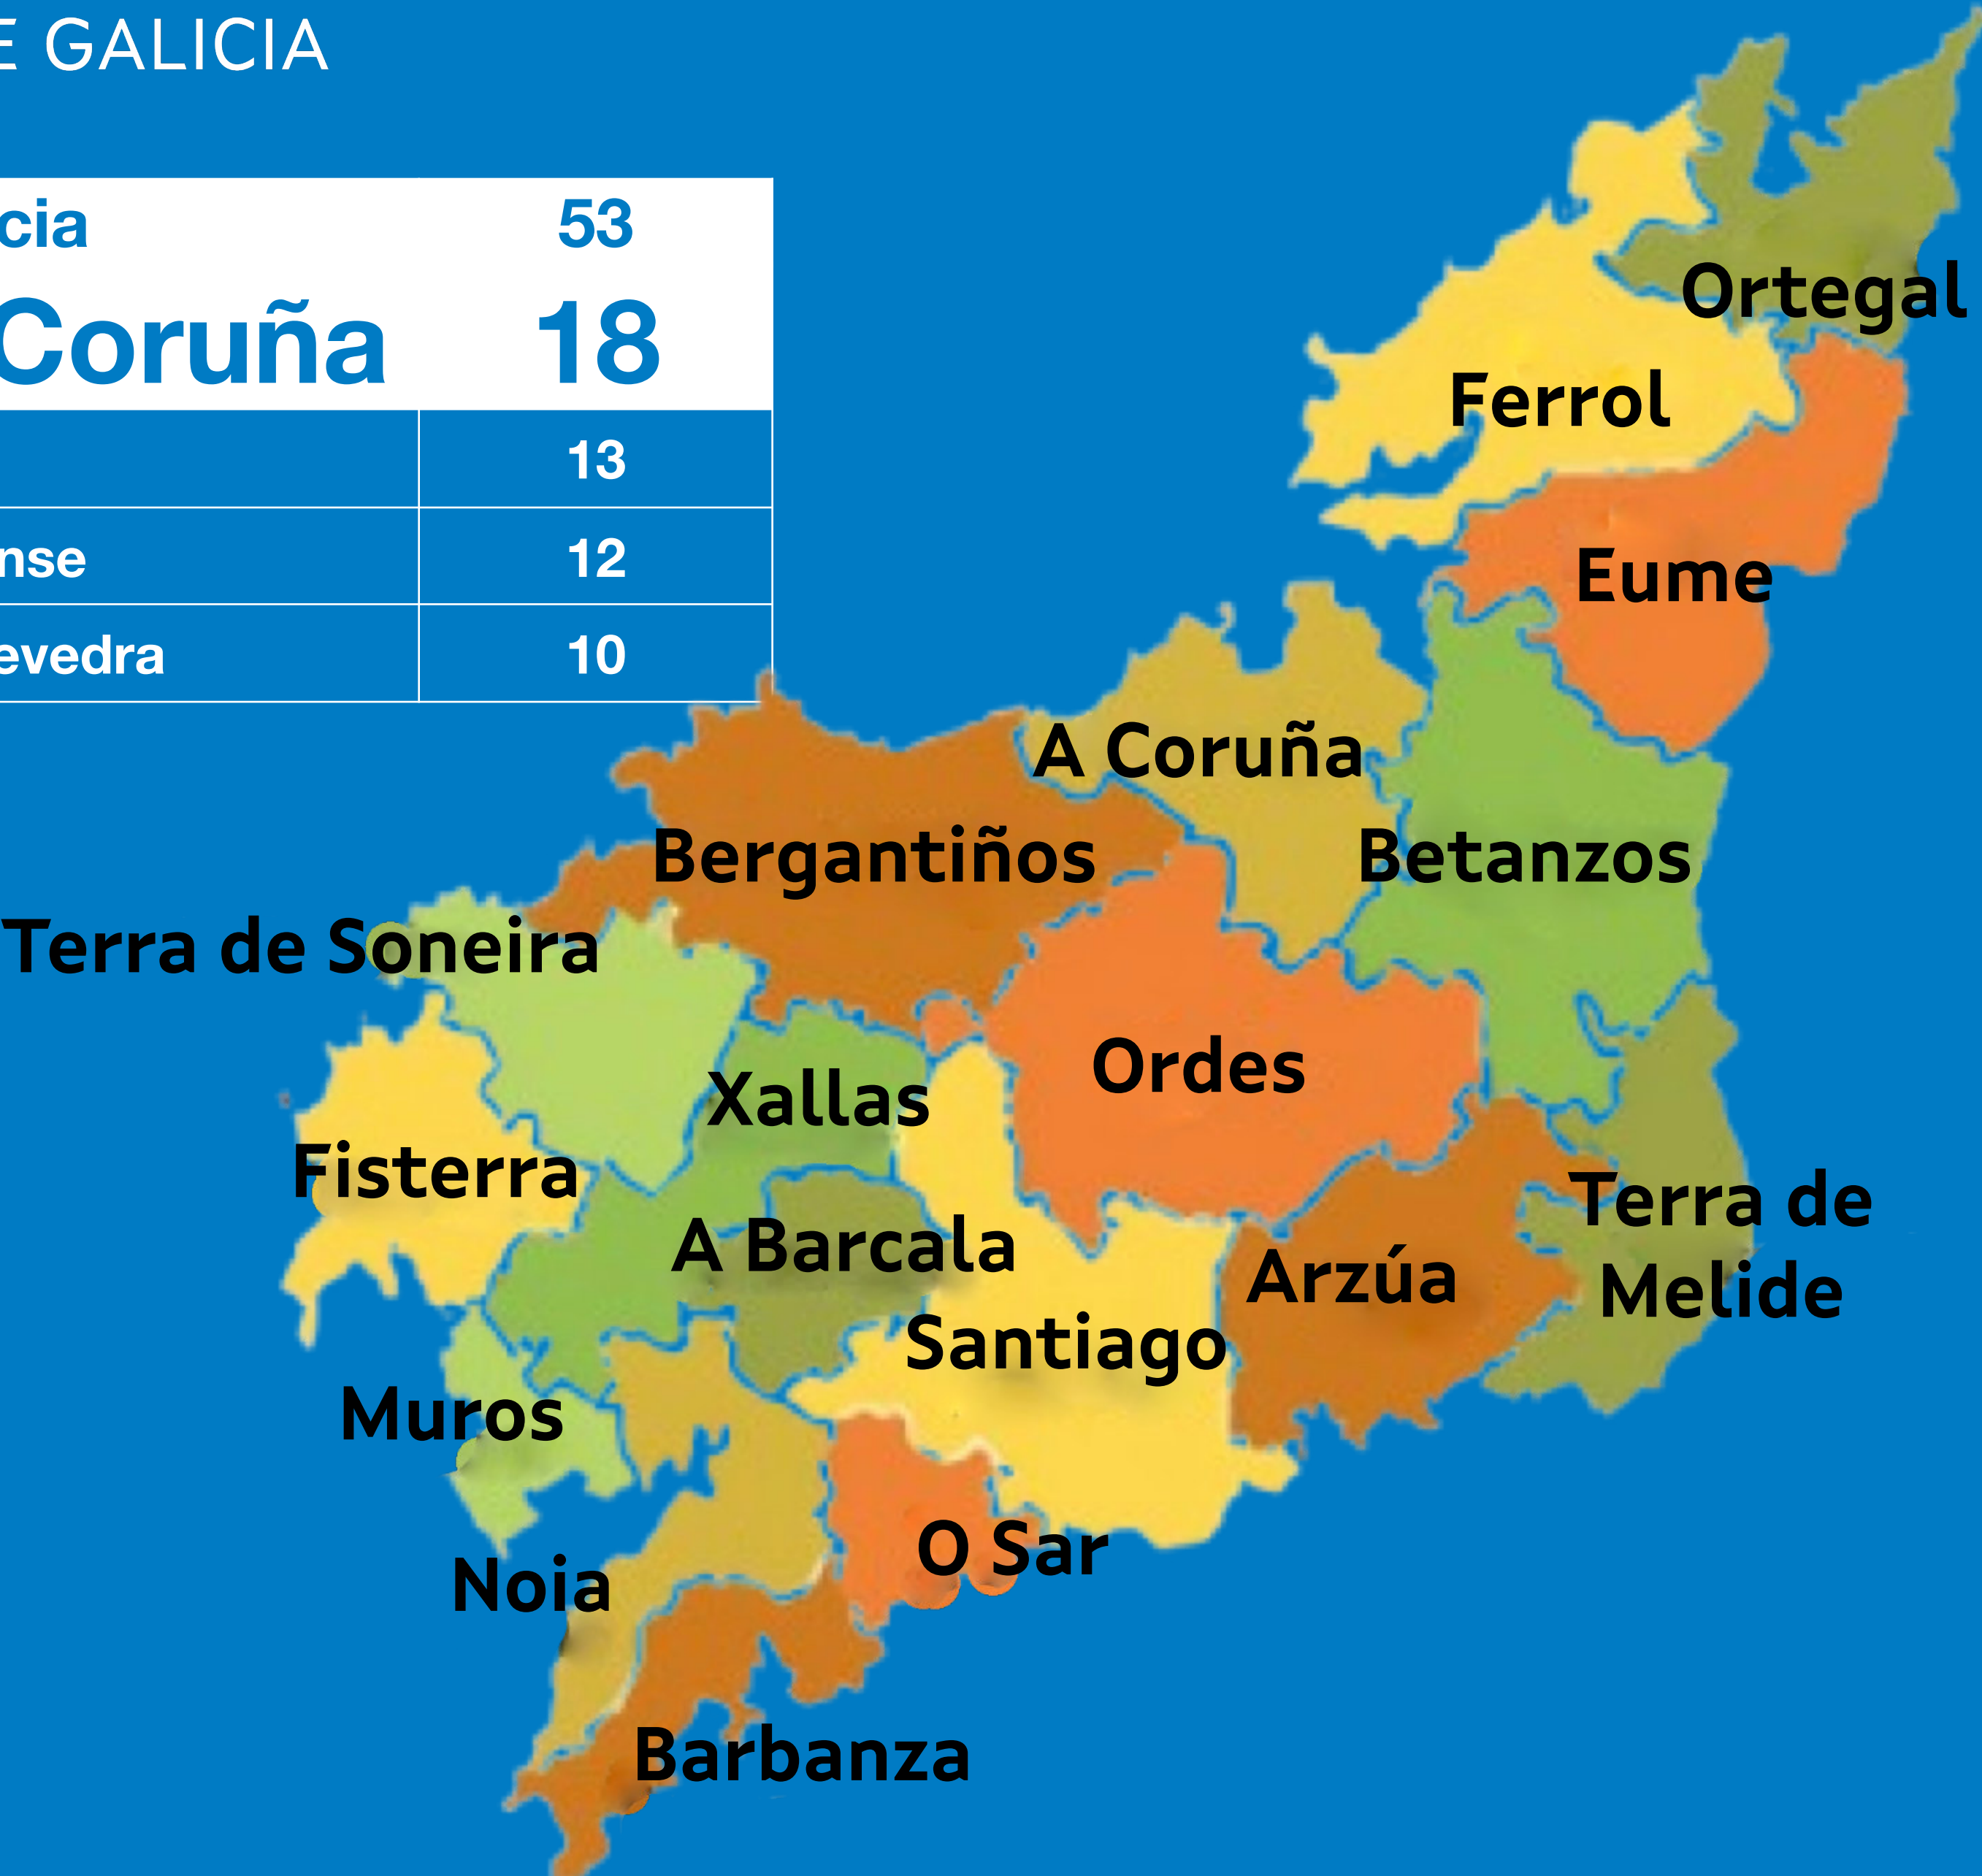 E GALICIA
cia 53
Coruña 18
13
nse 12
evedra 10
Ortegal
Ferrol
Eume
A Coruña
Bergantiños
Betanzos
Terra de Soneira
Ordes
Xallas
Fisterra
Terra de
Melide
A Barcala
Arzúa
Santiago
Muros
O Sar
Noia
Barbanza